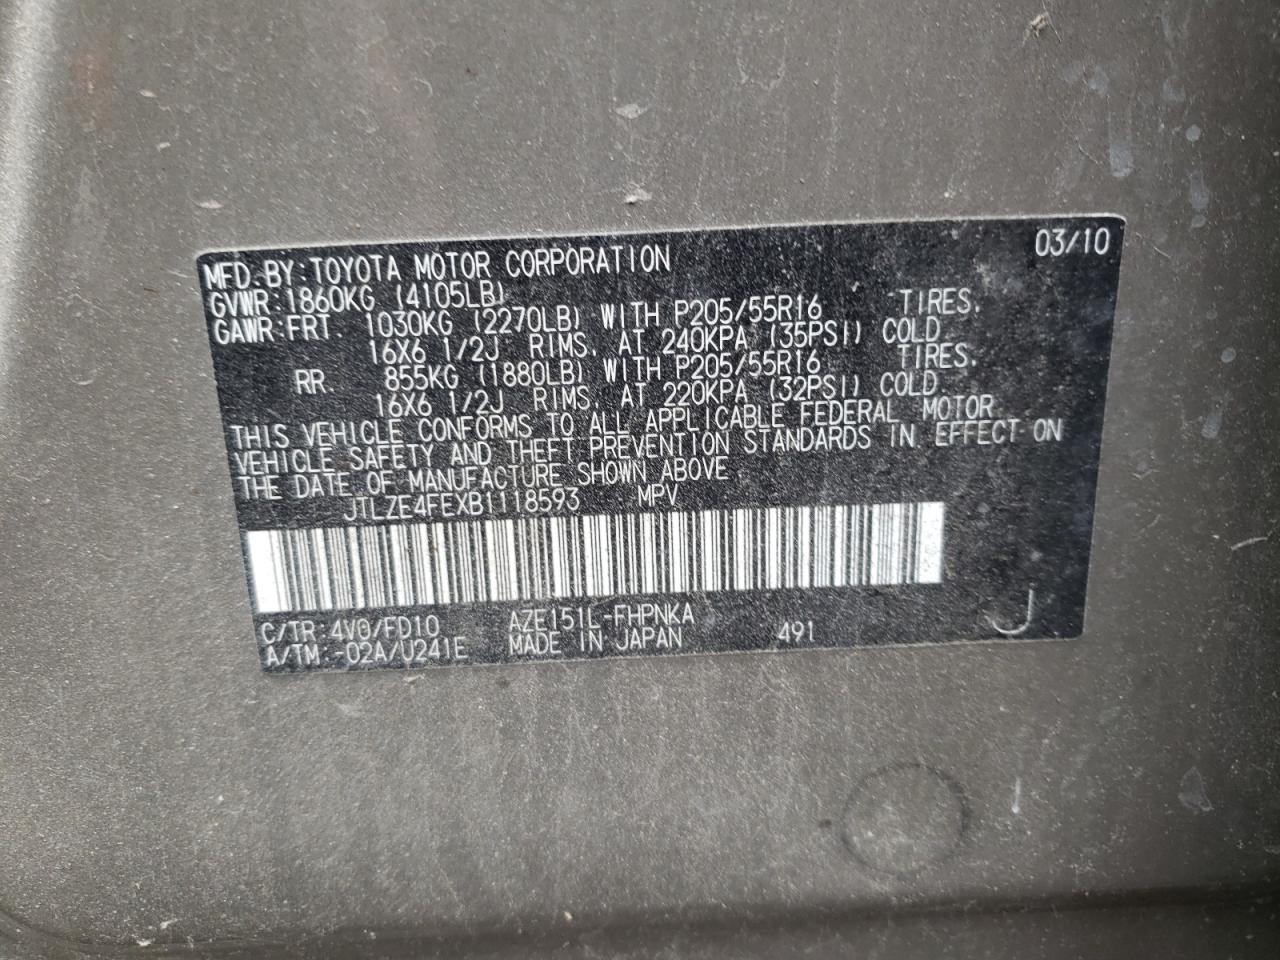 MFD. BY: TOYOTA MOTOR CORPORATION 03/10
GVWR: 1860KG (4105LB)
GAWR: FRT. 1030KG (2270LB) WITH P205/55R16 TIRES.
16X6 1/2J RIMS. AT 240KPA (35PSI) COLD
RR. 855KG (1880LB) WITH P205/55R16 TIRES.
16X6 1/2J RIMS. AT 220KPA (32PSI) COLD
THIS VEHICLE CONFORMS TO ALL APPLICABLE FEDERAL MOTOR
VEHICLE SAFETY AND THEFT PREVENTION STANDARDS IN EFFECT ON
THE DATE OF MANUFACTURE SHOWN ABOVE
JTLZE4FEXB1118593 MPV
C/TR: 4V0/FD10 AZE151L-FHPNKA
A/TM: -02A/U241E MADE IN JAPAN 491 J